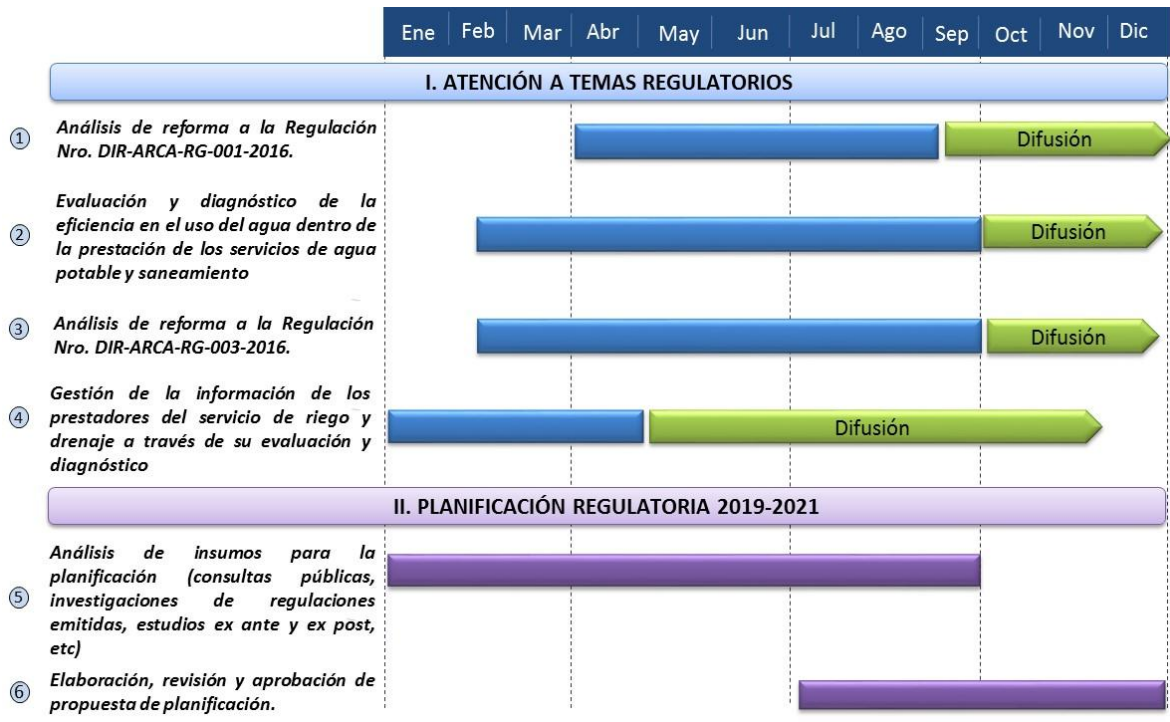 Ene Feb Mar Abr May Jun Jul Ago Sep Oct Nov Dic
I. ATENCIÓN A TEMAS REGULATORIOS
1
Análisis de reforma a la Regulación
Nro. DIR-ARCA-RG-001-2016.
Difusión
2
Evaluación y diagnóstico de la
eficiencia en el uso del agua dentro de
la prestación de los servicios de agua
potable y saneamiento
Difusión
3
Análisis de reforma a la Regulación
Nro. DIR-ARCA-RG-003-2016.
Difusión
4
Gestión de la información de los
prestadores del servicio de riego y
drenaje a través de su evaluación y
diagnóstico
Difusión
II. PLANIFICACIÓN REGULATORIA 2019-2021
5
Análisis de insumos para la
planificación (consultas públicas,
investigaciones de regulaciones
emitidas, estudios ex ante y ex post,
etc)
6
Elaboración, revisión y aprobación de
propuesta de planificación.